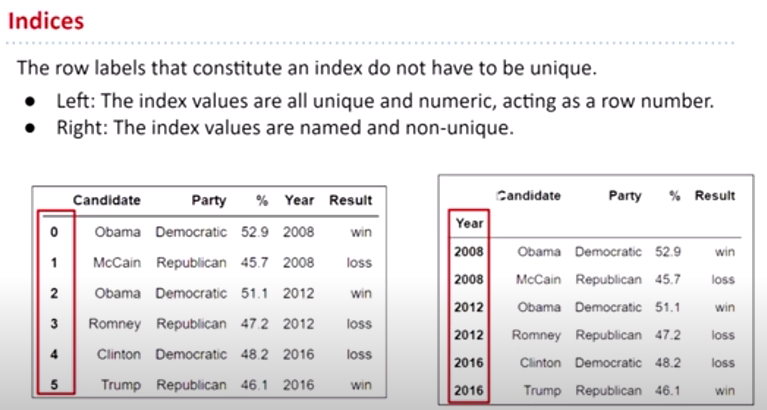 Indices
The row labels that constitute an index do not have to be unique.
● Left: The index values are all unique and numeric, acting as a row number.
● Right: The index values are named and non-unique.
Candidate Party % Year Result
0 Obama Democratic 52.9 2008 win
1 McCain Republican 45.7 2008 loss
2 Obama Democratic 51.1 2012 win
3 Romney Republican 47.2 2012 loss
4 Clinton Democratic 48.2 2016 loss
5 Trump Republican 46.1 2016 win
Candidate Party % Result
Year
2008 Obama Democratic 52.9 win
2008 McCain Republican 45.7 loss
2012 Obama Democratic 51.1 win
2012 Romney Republican 47.2 loss
2016 Clinton Democratic 48.2 loss
2016 Trump Republican 46.1 win